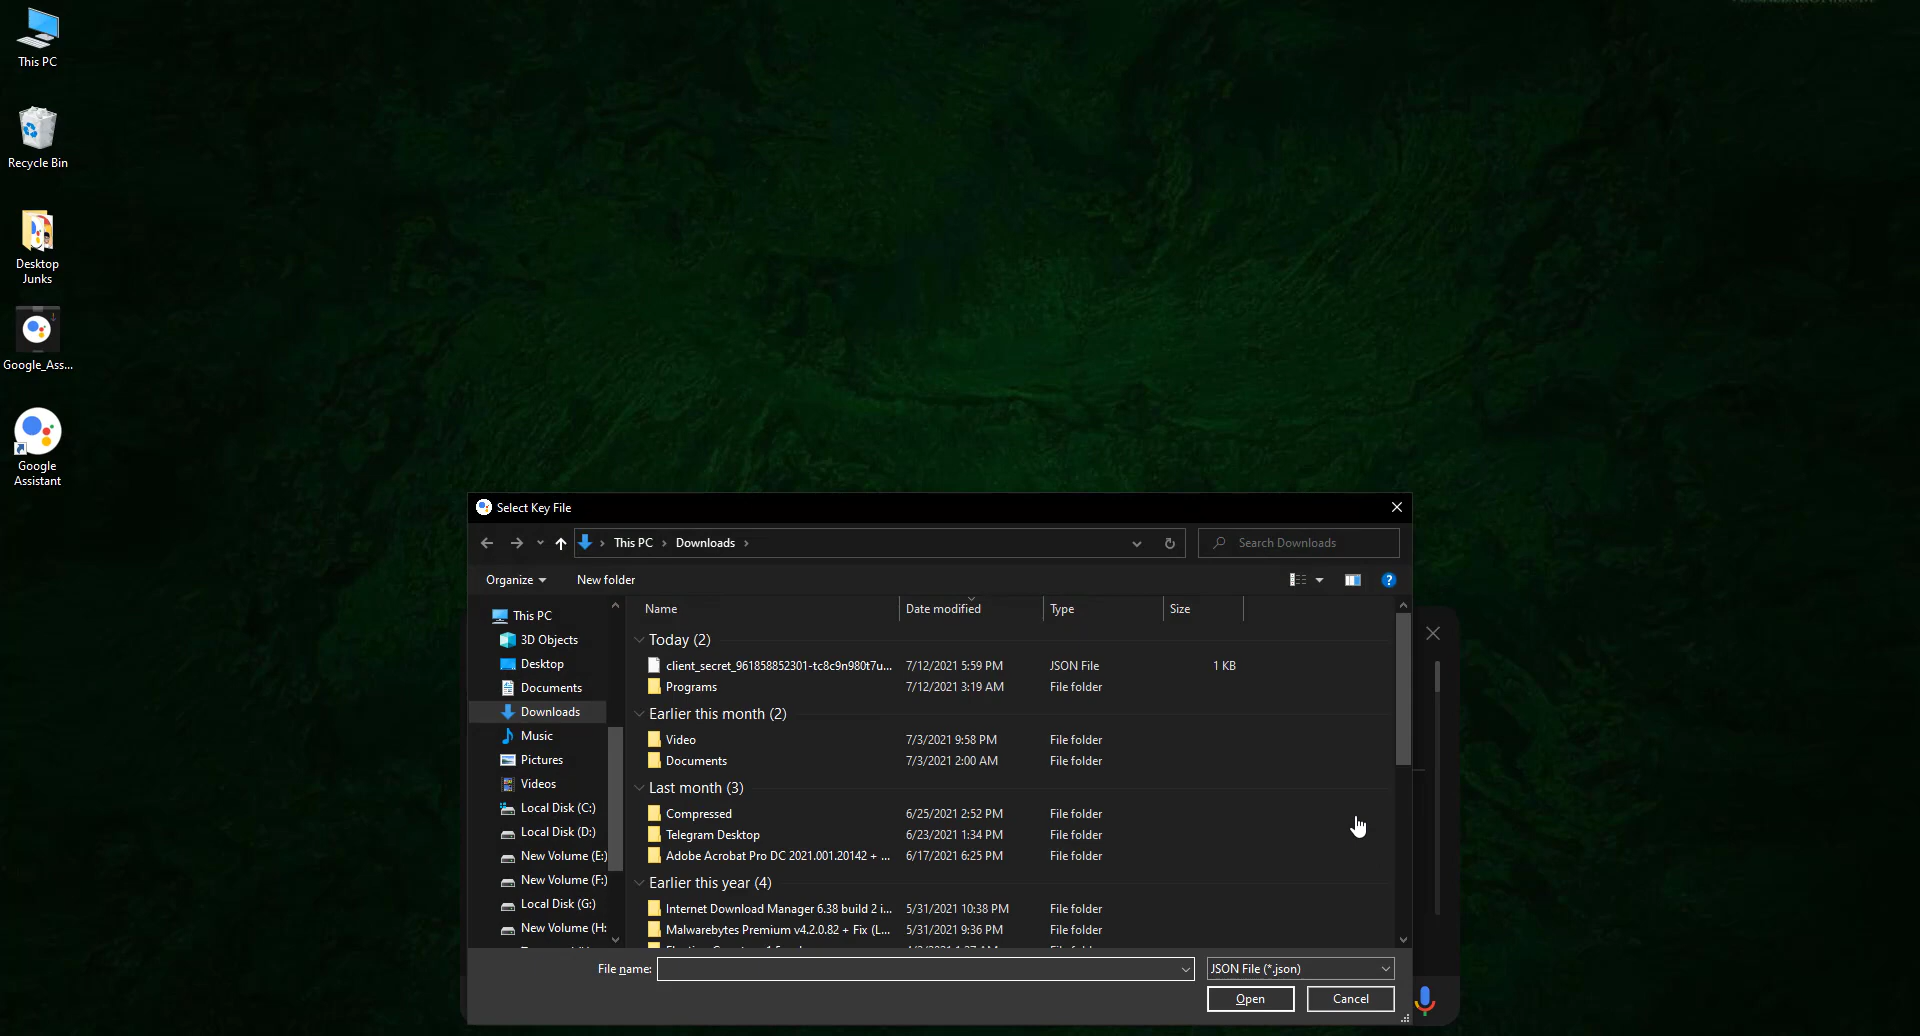 This PC
Recycle Bin
Desktop
Junks
Google_Ass...
Google
Assistant
Select Key File
This PC
Downloads
Search Downloads
Organize
New folder
?
Name
Date modified
Type
Size
This PC
3D Objects
Desktop
Documents
Downloads
Music
Pictures
Videos
Local Disk (C:)
Local Disk (D:)
New Volume (E:)
New Volume (F:)
Local Disk (G:)
New Volume (H:
Today (2)
client_secret_961858852301-tc8c9n980t7u... 7/12/2021 5:59 PM JSON File 1 KB
Programs 7/12/2021 3:19 AM File folder
Earlier this month (2)
Video 7/3/2021 9:58 PM File folder
Documents 7/3/2021 2:00 AM File folder
Last month (3)
Compressed 6/25/2021 2:52 PM File folder
Telegram Desktop 6/23/2021 1:34 PM File folder
Adobe Acrobat Pro DC 2021.001.20142 + ... 6/17/2021 6:25 PM File folder
Earlier this year (4)
Internet Download Manager 6.38 build 2 i... 5/31/2021 10:38 PM File folder
Malwarebytes Premium v4.2.0.82 + Fix (L... 5/31/2021 9:36 PM File folder
File name:
JSON File (*.json)
Open
Cancel